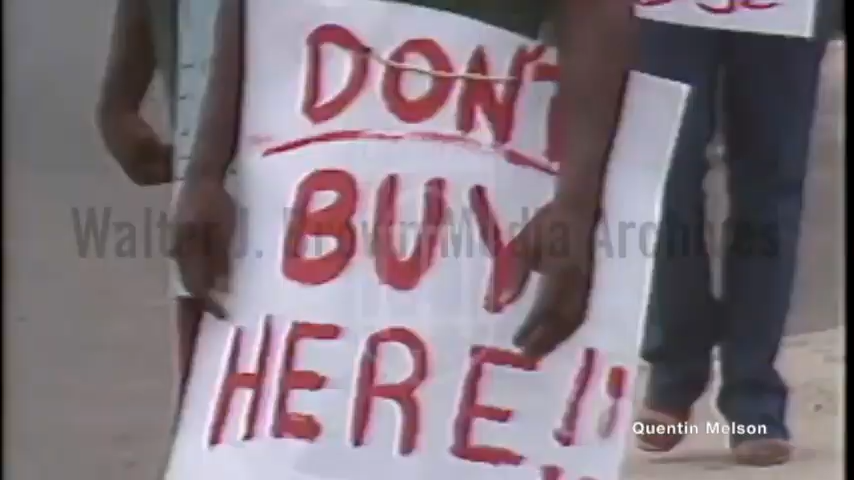 DON'T
BUY
Walter J. Brown Media Archives
HERE!!
Quentin Melson